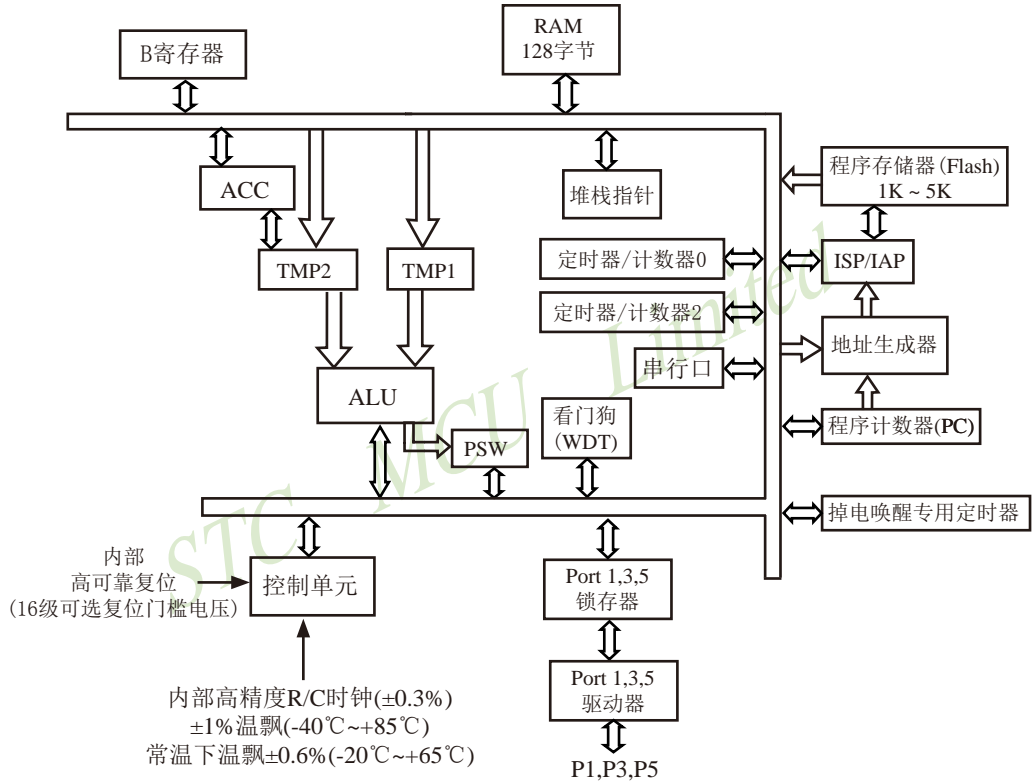 B寄存器
RAM
128字节
ACC
堆栈指针
程序存储器(Flash)
1K ~ 5K
TMP2
TMP1
定时器/计数器0
ISP/IAP
定时器/计数器2
地址生成器
串行口
ALU
看门狗
(WDT)
程序计数器(PC)
PSW
掉电唤醒专用定时器
内部
高可靠复位
(16级可选复位门槛电压)
控制单元
Port 1,3,5
锁存器
内部高精度R/C时钟(±0.3%)
±1%温飘(-40℃~+85℃)
常温下温飘±0.6%(-20℃~+65℃)
Port 1,3,5
驱动器
P1,P3,P5
STC MCU Limited